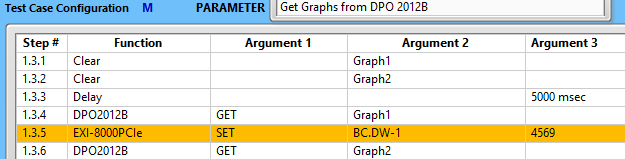 Test Case Configuration M PARAMETER Get Graphs from DPO 2012B
Step # Function Argument 1 Argument 2 Argument 3
1.3.1 Clear Graph1
1.3.2 Clear Graph2
1.3.3 Delay 5000 msec
1.3.4 DPO2012B GET Graph1
1.3.5 EXI-8000PCIe SET BC.DW-1 4569
1.3.6 DPO2012B GET Graph2